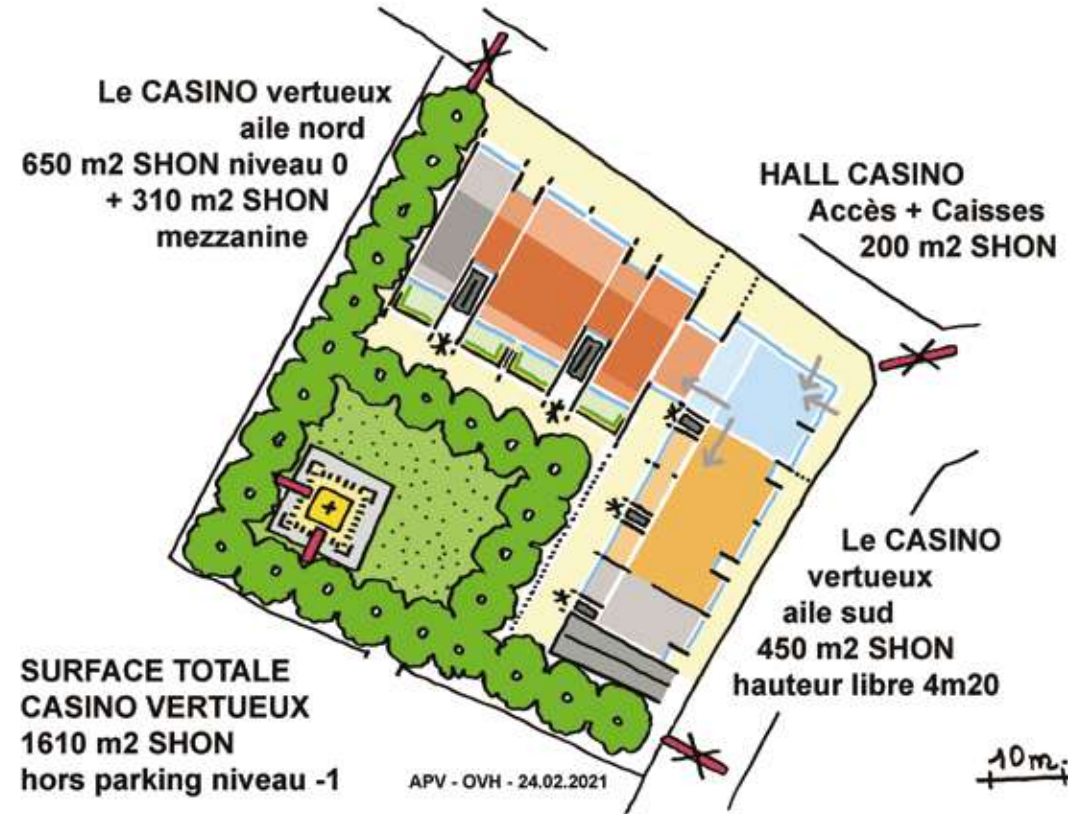 Le CASINO vertueux
aile nord
650 m2 SHON niveau 0
+ 310 m2 SHON
mezzanine
HALL CASINO
Accès + Caisses
200 m2 SHON
Le CASINO
vertueux
aile sud
450 m2 SHON
hauteur libre 4m20
SURFACE TOTALE
CASINO VERTUEUX
1610 m2 SHON
hors parking niveau -1
APV - OVH - 24.02.2021
10m.